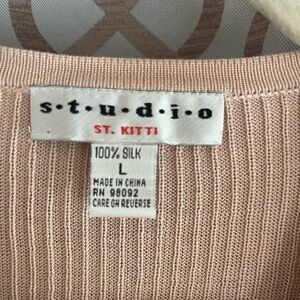 s·t·u·d·i·o
ST. KITTI
100% SILK
L
MADE IN CHINA
RN 98092
CARE ON REVERSE